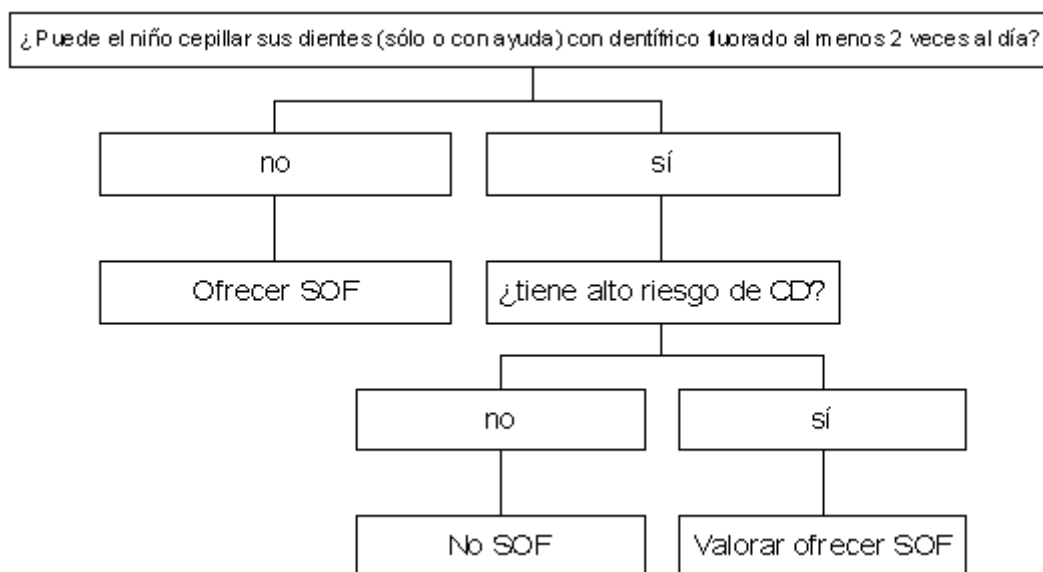 ¿Puede el niño cepillar sus dientes (sólo o con ayuda) con dentífrico fluorado al menos 2 veces al día?
no
sí
Ofrecer SOF
¿tiene alto riesgo de CD?
no
sí
No SOF
Valorar ofrecer SOF